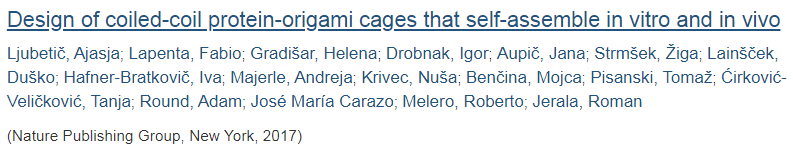 Design of coiled-coil protein-origami cages that self-assemble in vitro and in vivo
Ljubetič, Ajasja; Lapenta, Fabio; Gradišar, Helena; Drobnak, Igor; Aupič, Jana; Strmšek, Žiga; Lainšček,
Duško; Hafner-Bratkovič, Iva; Majerle, Andreja; Krivec, Nuša; Benčina, Mojca; Pisanski, Tomaž; Ćirković-
Veličković, Tanja; Round, Adam; José María Carazo; Melero, Roberto; Jerala, Roman
(Nature Publishing Group, New York, 2017)